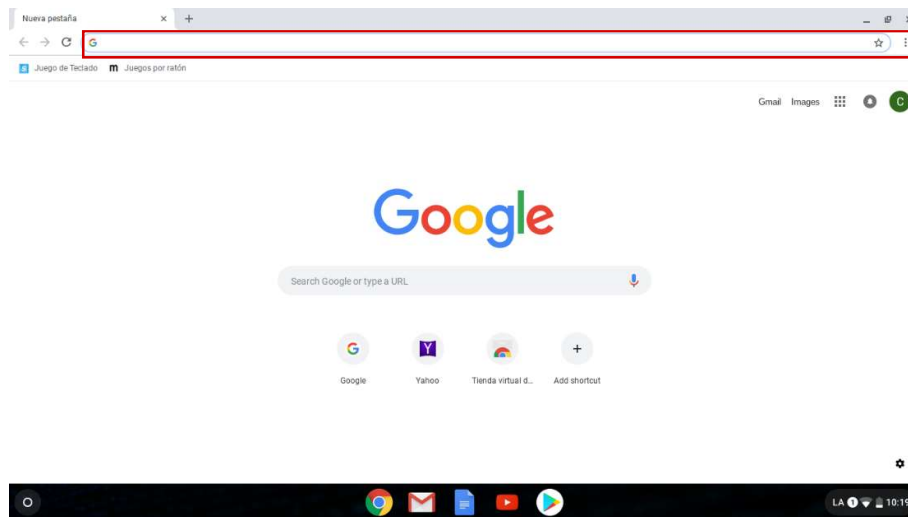 Nueva pestaña
G
Juego de Teclado m Juegos por ratón
Gmail Images C
Google
Search Google or type a URL
G Y +
Google Yahoo Tienda virtual d... Add shortcut
LA 1 10:19